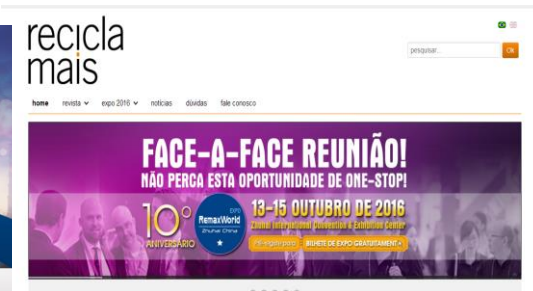 recicla
mais
pesquisar...
Ok
home revista expo 2016 notícias dúvidas fale conosco
FACE-A-FACE REUNIÃO!
NÃO PERCA ESTA OPORTUNIDADE DE ONE-STOP!
10º
ANIVERSÁRIO
RemaxWorld
EXPO
Zhuhai China
13-15 OUTUBRO DE 2016
Zhuhai International Convention & Exhibition Center
BILHETE DE EXPO GRATUITAMENTE